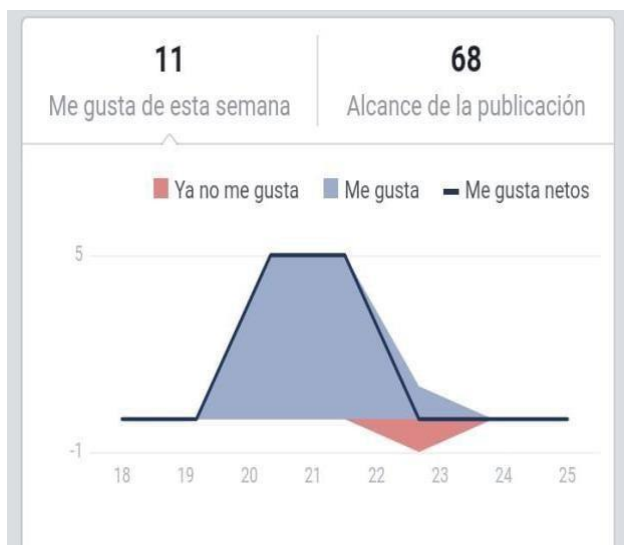 11 68
Me gusta de esta semana Alcance de la publicación
Ya no me gusta Me gusta Me gusta netos
5
-1
18 19 20 21 22 23 24 25